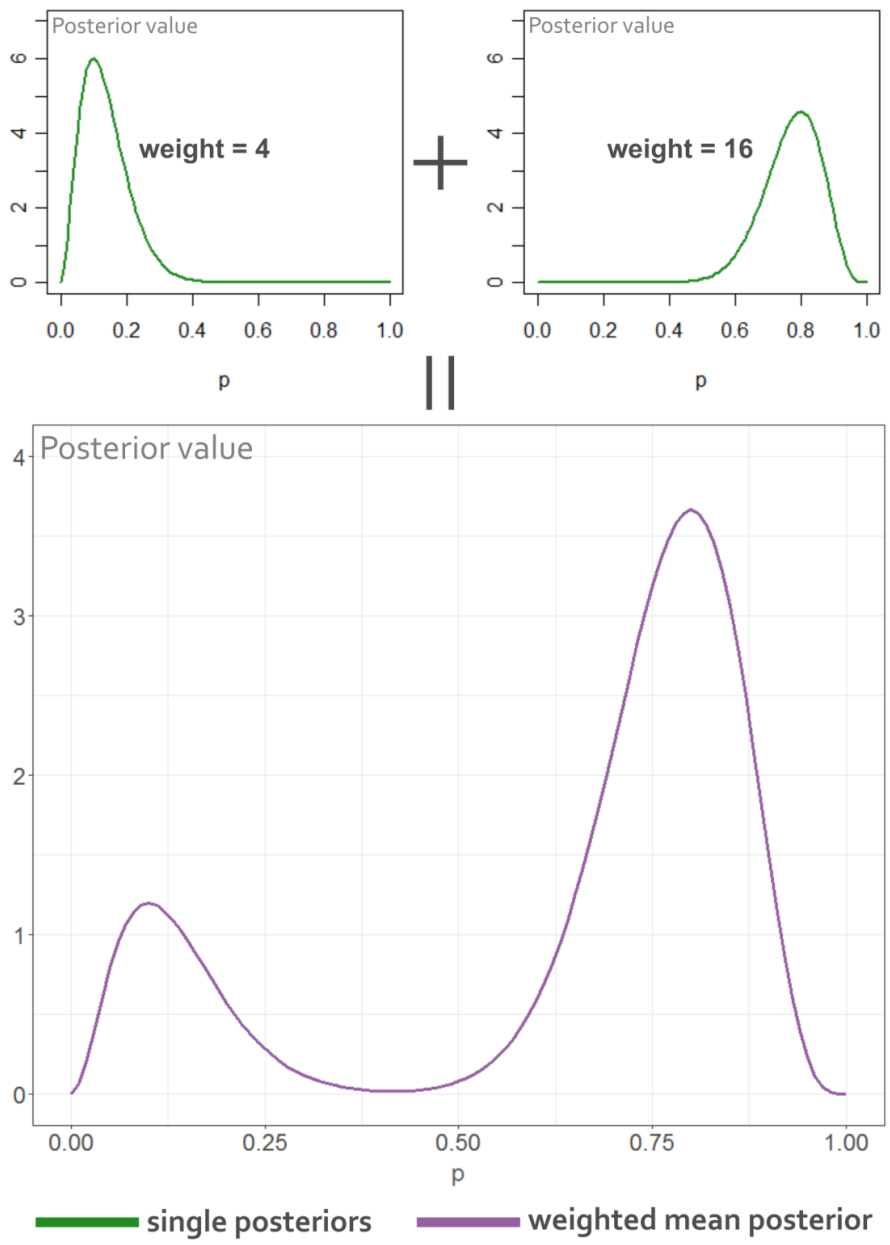 Posterior value
6
4
2
0
weight = 4
0.0 0.2 0.4 0.6 0.8 1.0
p
+
Posterior value
6
4
2
0
weight = 16
0.0 0.2 0.4 0.6 0.8 1.0
p
||
Posterior value
4
3
2
1
0
0.00 0.25 0.50 0.75 1.00
p
single posteriors weighted mean posterior